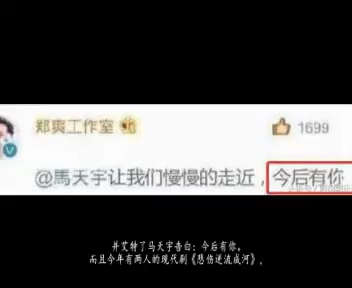 郑爽工作室
1699
@馬天宇让我们慢慢的走近，今后有你
并艾特了马天宇告白：今后有你。
而且今年有两人的现代剧《悲伤逆流成河》，